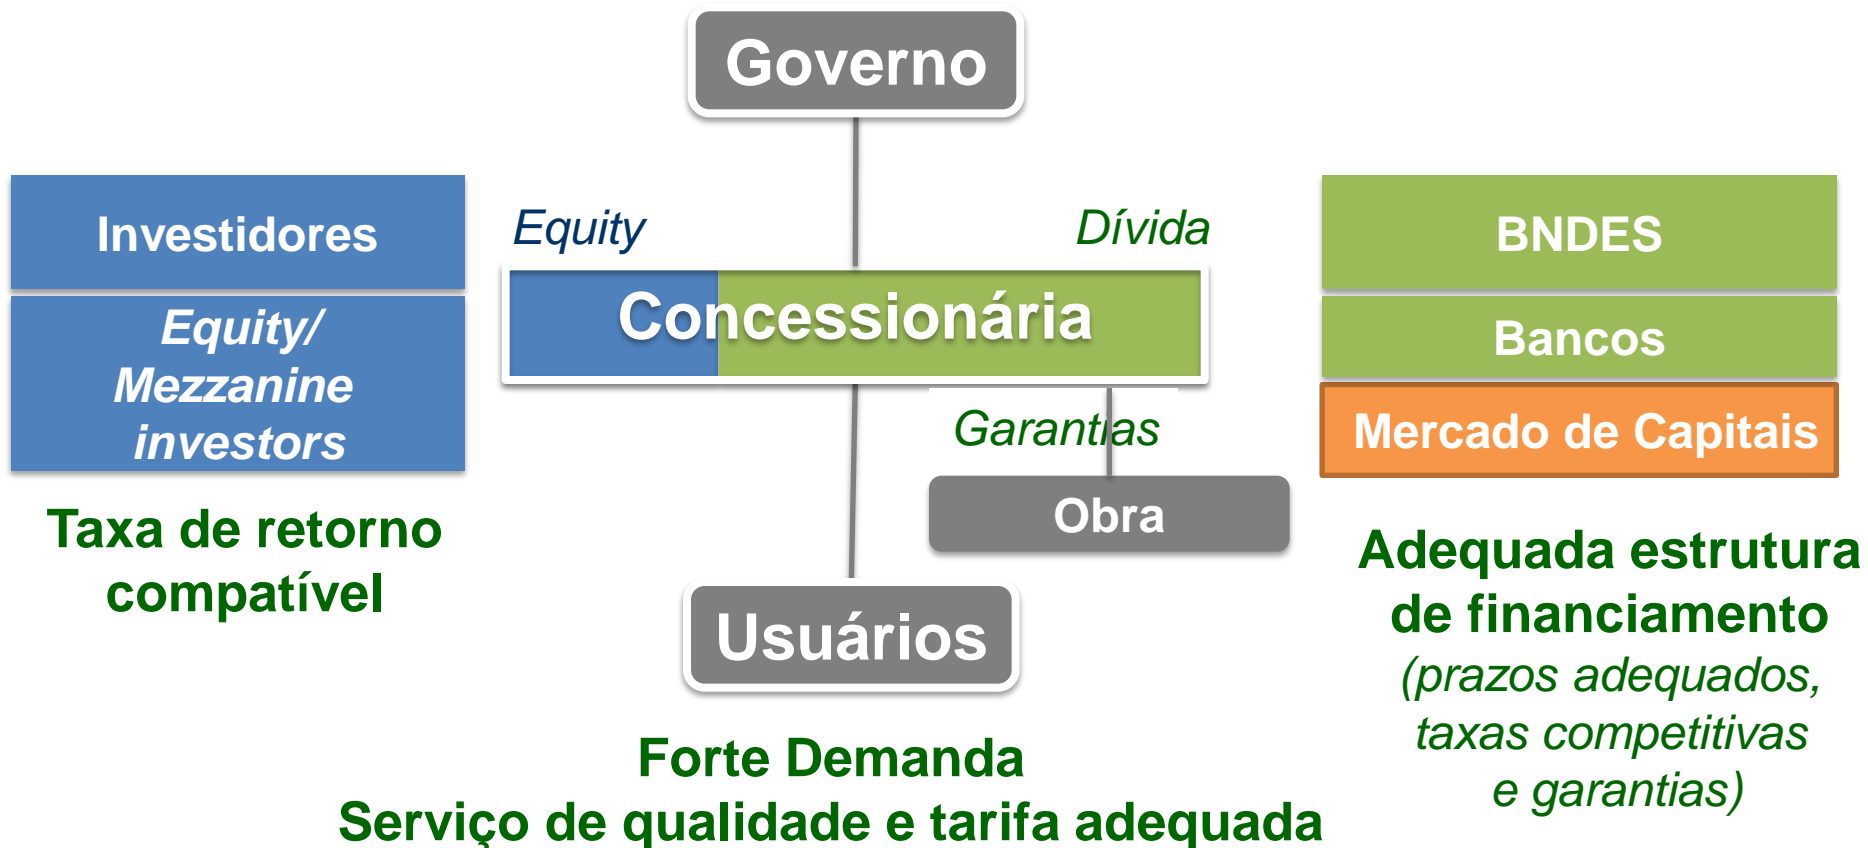 Governo
Investidores
Equity/
Mezzanine
investors
Taxa de retorno
compatível
Equity
Dívida
Concessionária
Garantias
Obra
Usuários
Forte Demanda
Serviço de qualidade e tarifa adequada
BNDES
Bancos
Mercado de Capitais
Adequada estrutura
de financiamento
(prazos adequados,
taxas competitivas
e garantias)